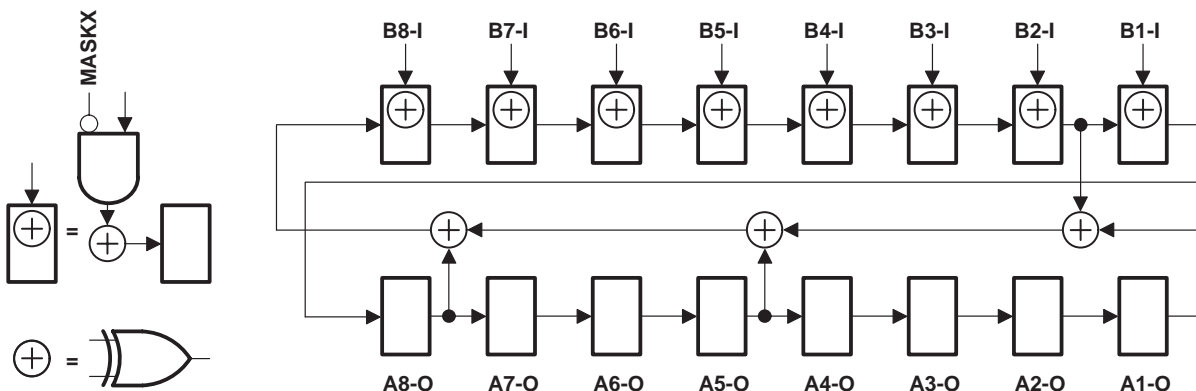 MASKX
=
=
B8-I B7-I B6-I B5-I B4-I B3-I B2-I B1-I
A8-O A7-O A6-O A5-O A4-O A3-O A2-O A1-O